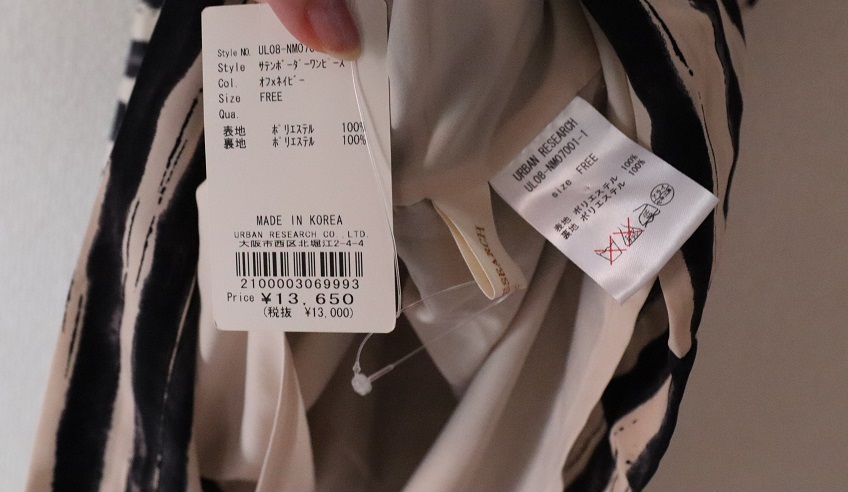 Style NO. UL08-NM070
Style サテンボーダーワンピース
Col. オフxネイビー
Size FREE
Qua.
表地 ポリエステル 100%
裏地 ポリエステル 100%
MADE IN KOREA
URBAN RESEARCH CO.,LTD.
大阪市西区北堀江2-4-4
2100003069993
Price ¥13,650
(税抜 ¥13,000)
URBAN RESEARCH
UL08-NM07001-1
size FREE
表地 ポリエステル 100%
裏地 ポリエステル 100%